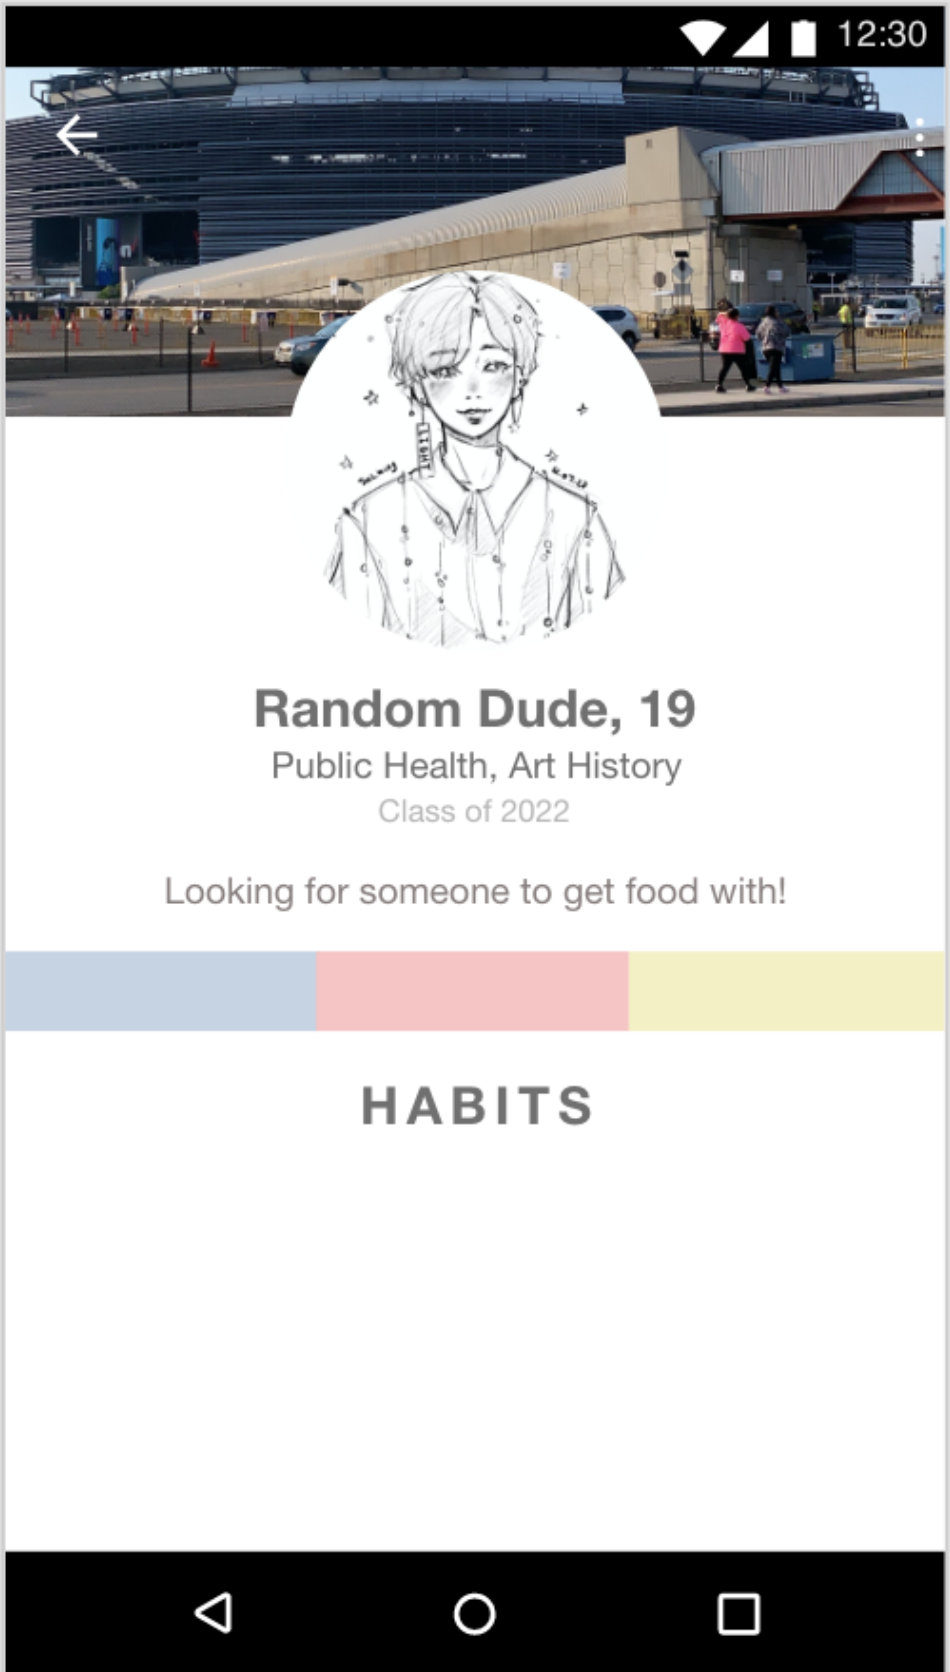 12:30
LIGHT
Random Dude, 19
Public Health, Art History
Class of 2022
Looking for someone to get food with!
HABITS